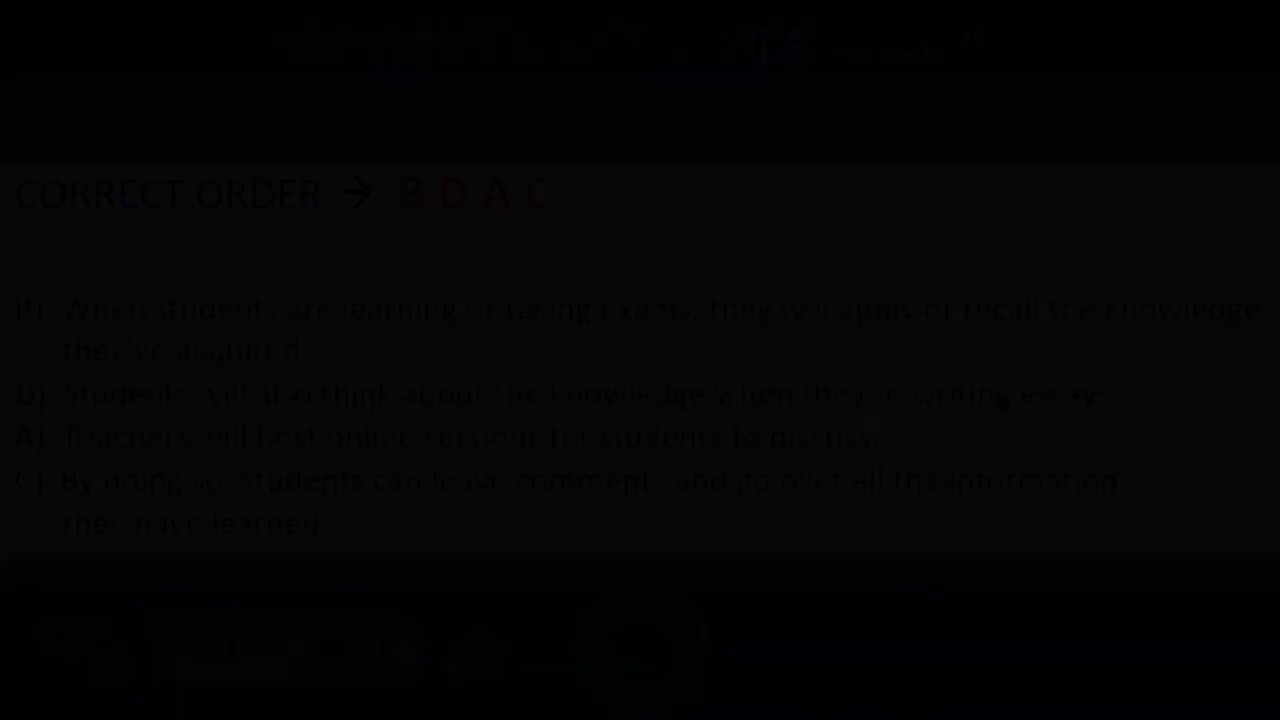 CORRECT ORDER → B D A C
B) When students are learning or taking exams, they will apply or recall the knowledge
they've acquired
D) Students will also think about the knowledge when they're writing essay
A) Teachers will host online sessions for students to discuss.
C) By doing so, students can leave comments and go over all the information
they have learned